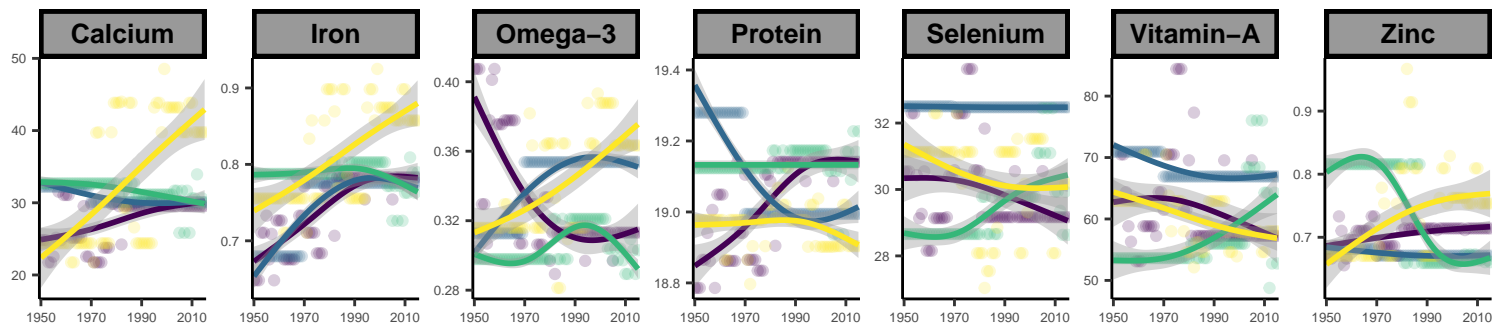 Calcium Iron Omega−3 Protein Selenium Vitamin−A Zinc
50 40 30 20
0.9 0.8 0.7
0.40 0.36 0.32 0.28
19.4 19.2 19.0 18.8
32 30 28
80 70 60 50
0.9 0.8 0.7
1950 1970 1990 2010 1950 1970 1990 2010 1950 1970 1990 2010 1950 1970 1990 2010 1950 1970 1990 2010 1950 1970 1990 2010 1950 1970 1990 2010